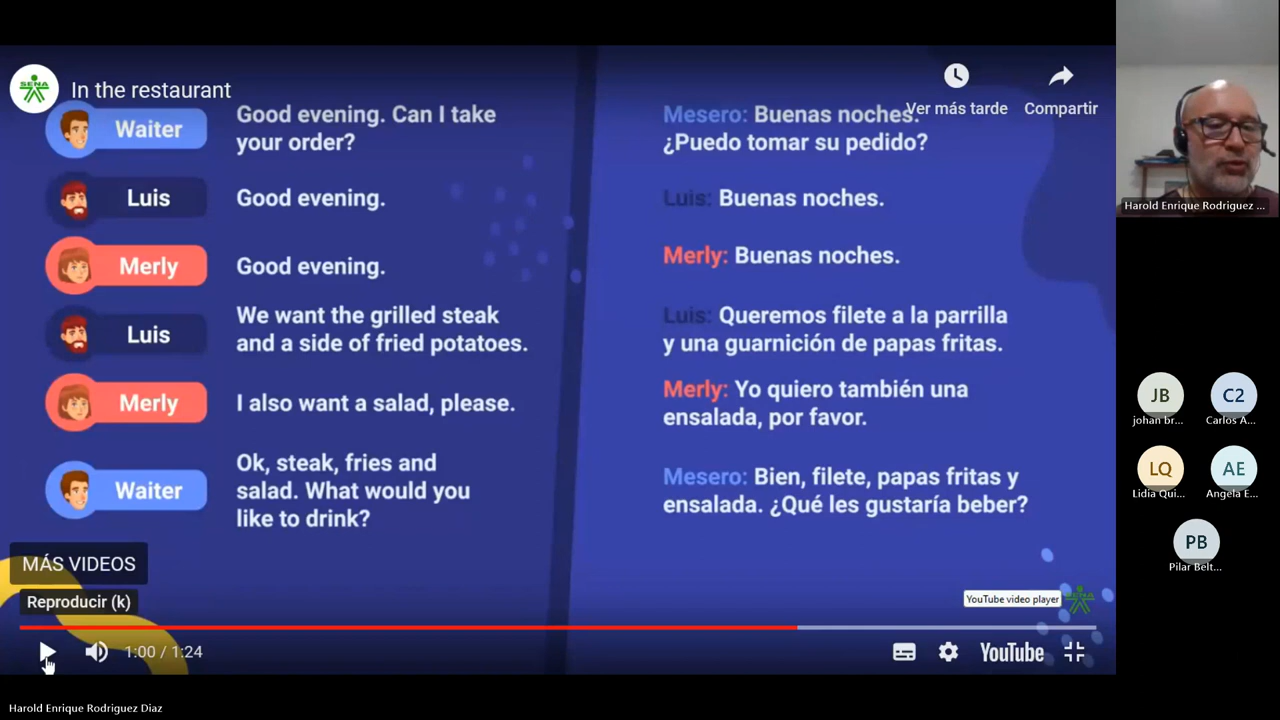 SENA
In the restaurant
Ver más tarde
Compartir
Waiter
Good evening. Can I take
your order?
Luis
Good evening.
Merly
Good evening.
Luis
We want the grilled steak
and a side of fried potatoes.
Merly
I also want a salad, please.
Waiter
Ok, steak, fries and
salad. What would you
like to drink?
Mesero: Buenas noches.
¿Puedo tomar su pedido?
Luis: Buenas noches.
Merly: Buenas noches.
Luis: Queremos filete a la parrilla
y una guarnición de papas fritas.
Merly: Yo quiero también una
ensalada, por favor.
Mesero: Bien, filete, papas fritas y
ensalada. ¿Qué les gustaría beber?
MÁS VIDEOS
Reproducir (k)
YouTube video player
1:00 / 1:24
YouTube
Harold Enrique Rodriguez ...
JB
johan br...
C2
Carlos A...
LQ
Lidia Qui...
AE
Angela E...
PB
Pilar Belt...
Harold Enrique Rodriguez Diaz